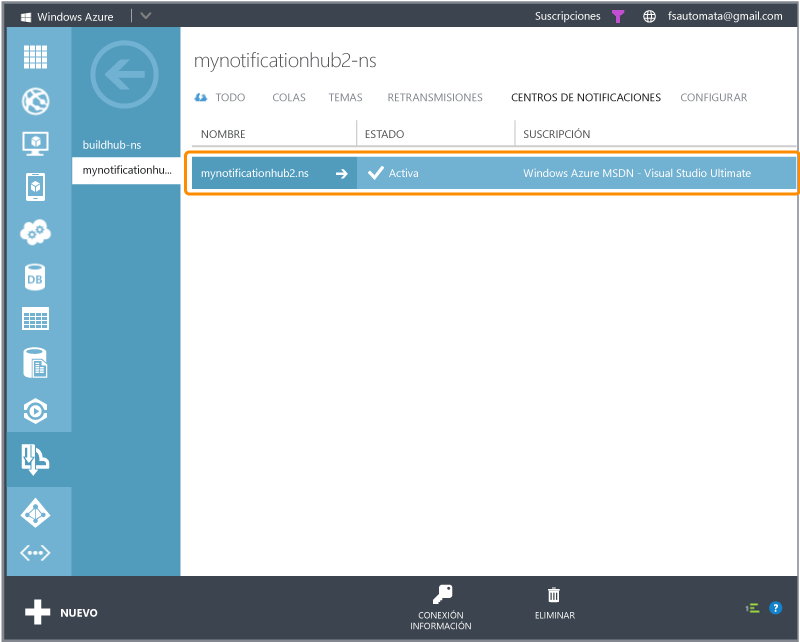 Windows Azure
Suscripciones
fsautomata@gmail.com
mynotificationhub2-ns
TODO COLAS TEMAS RETRANSMISIONES CENTROS DE NOTIFICACIONES CONFIGURAR
NOMBRE ESTADO SUSCRIPCIÓN
buildhub-ns
mynotificationhu...
mynotificationhub2.ns Activa Windows Azure MSDN - Visual Studio Ultimate
DB
NUEVO
CONEXIÓN
INFORMACIÓN
ELIMINAR
1
?